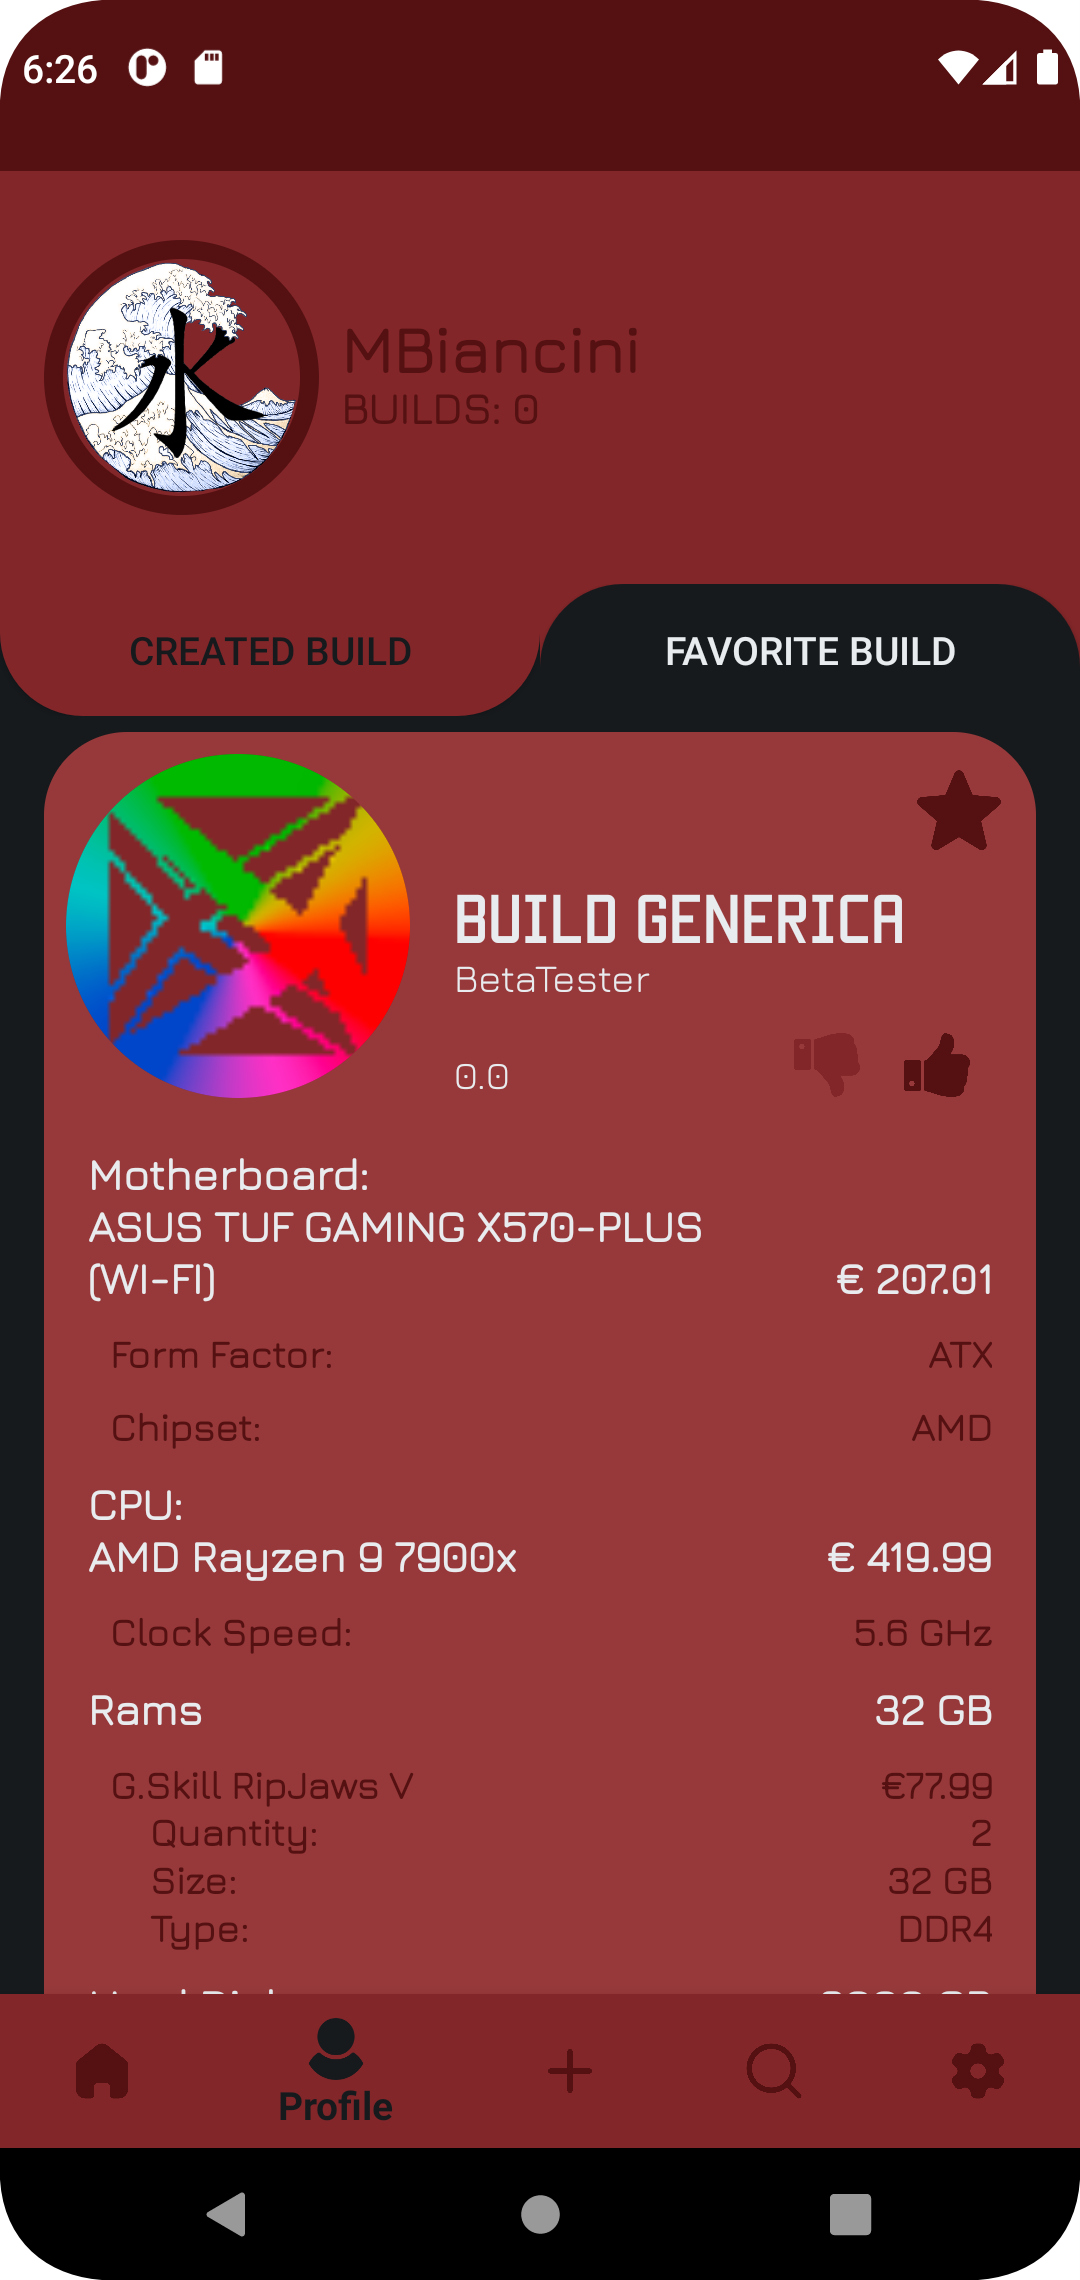 6:26
水
MBiancini
BUILDS: 0
CREATED BUILD
FAVORITE BUILD
BUILD GENERICA
BetaTester
0.0
Motherboard:
ASUS TUF GAMING X570-PLUS
(WI-FI) € 207.01
Form Factor: ATX
Chipset: AMD
CPU:
AMD Rayzen 9 7900x € 419.99
Clock Speed: 5.6 GHz
Rams 32 GB
G.Skill RipJaws V €77.99
Quantity: 2
Size: 32 GB
Type: DDR4
Profile